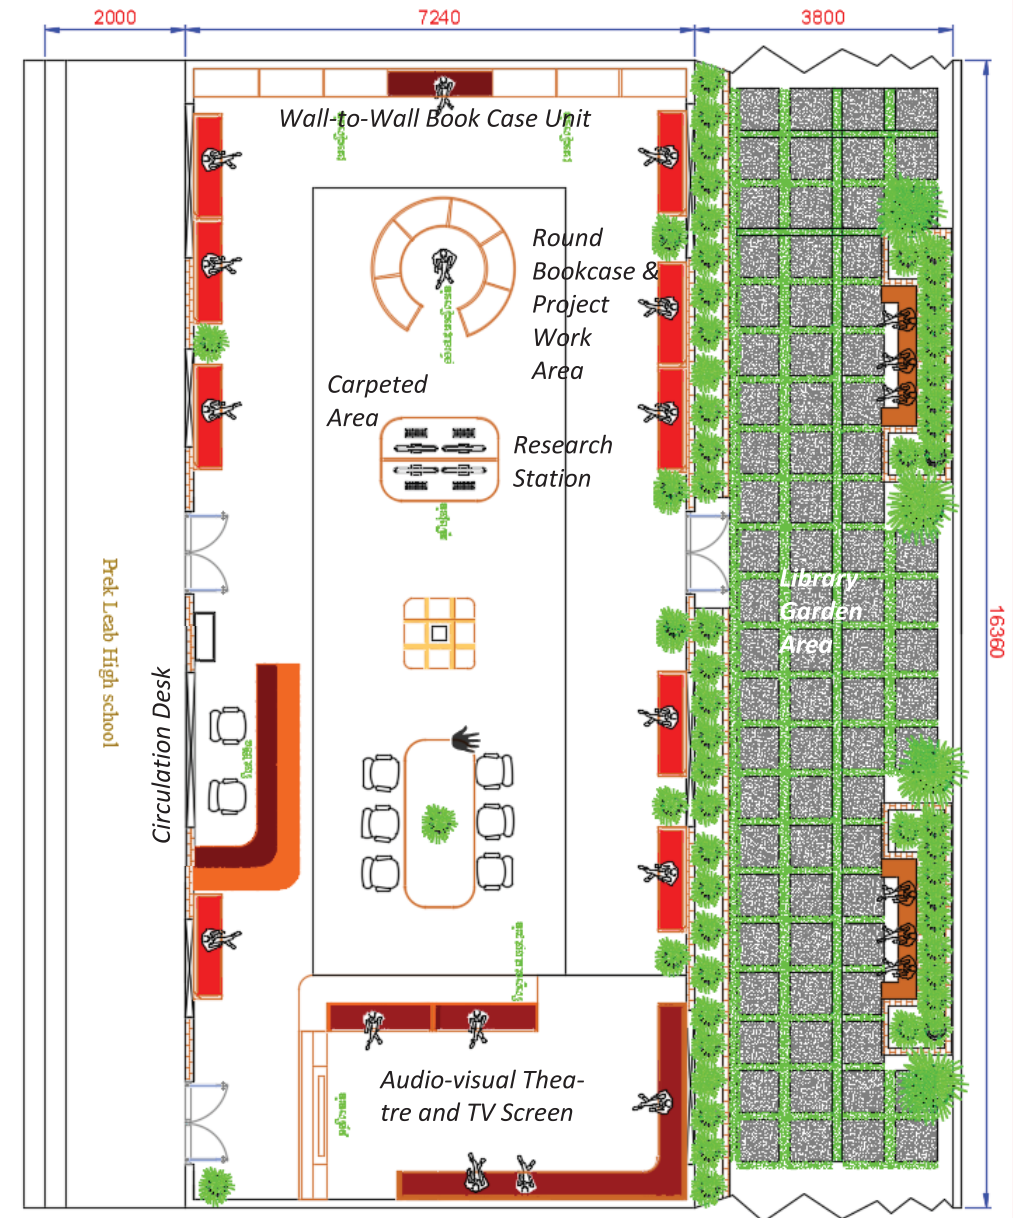 2000
7240
3800
Wall-to-Wall Book Case Unit
Round
Bookcase &
Project
Work
Area
Carpeted
Area
Research
Station
Library
Garden
Area
16360
Prek Leab High school
Circulation Desk
Audio-visual Thea-
tre and TV Screen